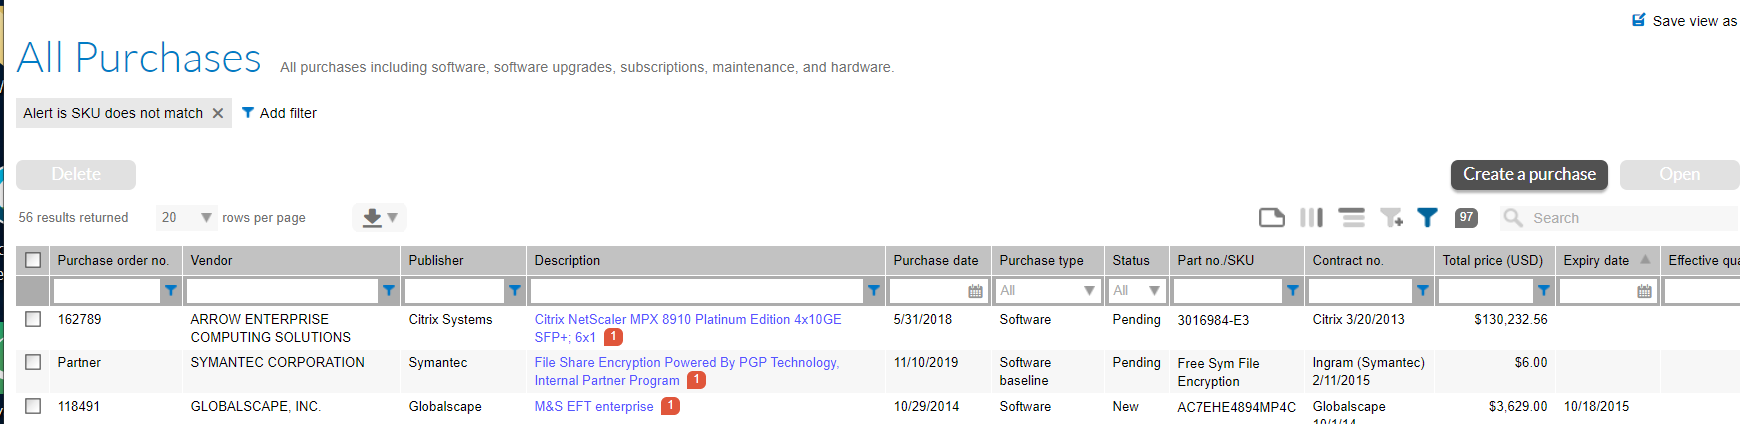 Save view as
All Purchases All purchases including software, software upgrades, subscriptions, maintenance, and hardware.
Alert is SKU does not match Add filter
Delete Create a purchase Open
56 results returned 20 rows per page 97 Search
Purchase order no. Vendor Publisher Description Purchase date Purchase type Status Part no./SKU Contract no. Total price (USD) Expiry date Effective qua
All All
162789 ARROW ENTERPRISE Citrix Systems Citrix NetScaler MPX 8910 Platinum Edition 4x10GE 5/31/2018 Software Pending 3016984-E3 Citrix 3/20/2013 $130,232.56
COMPUTING SOLUTIONS SFP+; 6x1 1
Partner SYMANTEC CORPORATION Symantec File Share Encryption Powered By PGP Technology, 11/10/2019 Software Pending Free Sym File Ingram (Symantec) $6.00
Internal Partner Program 1 baseline Encryption 2/11/2015
118491 GLOBALSCAPE, INC. Globalscape M&S EFT enterprise 1 10/29/2014 Software New AC7EHE4894MP4C Globalscape $3,629.00 10/18/2015
10/1/14